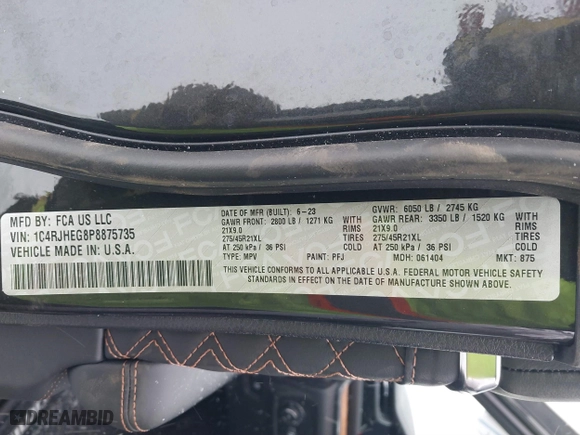 MFD BY: FCA US LLC
VIN: 1C4RJHEG8P8875735
VEHICLE MADE IN: U.S.A.
DATE OF MFR (BUILT): 6-23
GAWR FRONT: 2800 LB / 1271 KG WITH
21X9.0 RIMS
275/45R21XL TIRES
AT 250 kPa / 36 PSI COLD
TYPE: MPV PAINT: PFJ
GVWR: 6050 LB / 2745 KG
GAWR REAR: 3350 LB / 1520 KG WITH
21X9.0 RIMS
275/45R21XL TIRES
AT 250 kPa / 36 PSI COLD
MDH: 061404 MKT: 875
THIS VEHICLE CONFORMS TO ALL APPLICABLE U.S.A. FEDERAL MOTOR VEHICLE SAFETY
STANDARDS IN EFFECT ON THE DATE OF MANUFACTURE SHOWN ABOVE.
DREAMBID